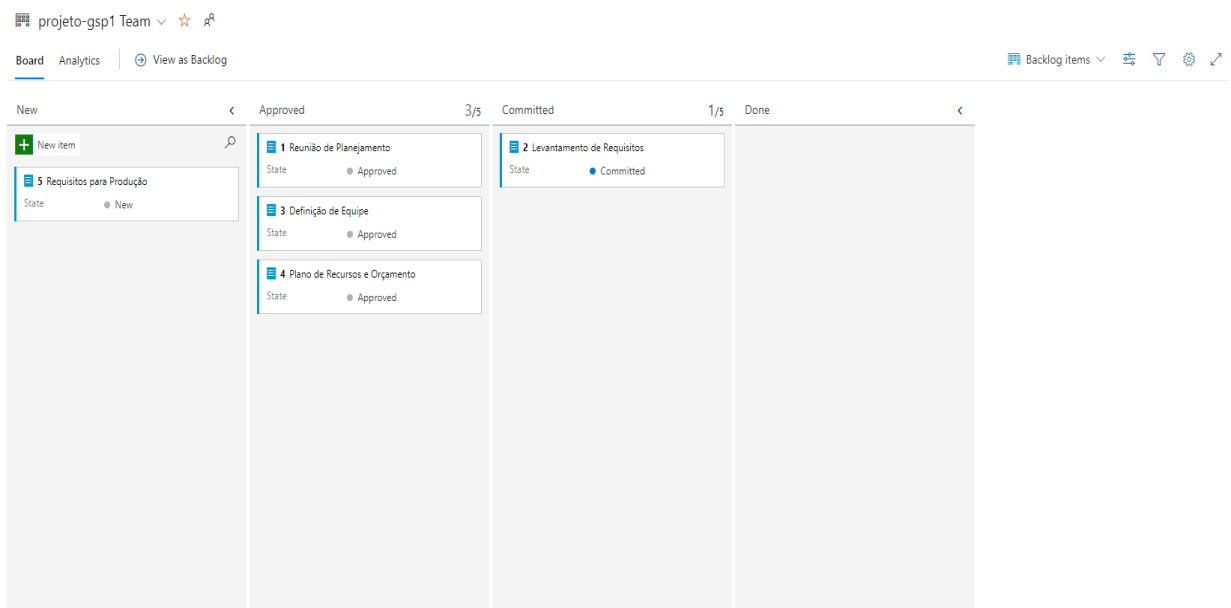 projeto-gsp1 Team
Board Analytics View as Backlog Backlog items
New
New item
5 Requisitos para Produção
State New
Approved 3/5
1 Reunião de Planejamento
State Approved
3 Definição de Equipe
State Approved
4 Plano de Recursos e Orçamento
State Approved
Committed 1/5
2 Levantamento de Requisitos
State Committed
Done